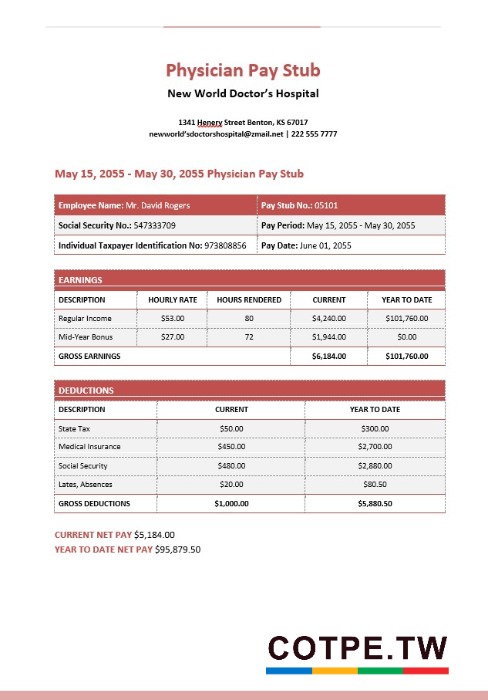 Physician Pay Stub
New World Doctor's Hospital
1341 Henery Street Benton, KS 67017
newworld'sdoctorshospital@zmail.net | 222 555 7777
May 15, 2055 - May 30, 2055 Physician Pay Stub
Employee Name: Mr. David Rogers Pay Stub No.: 05101
Social Security No.: 547333709 Pay Period: May 15, 2055 - May 30, 2055
Individual Taxpayer Identification No: 973808856 Pay Date: June 01, 2055
EARNINGS
DESCRIPTION HOURLY RATE HOURS RENDERED CURRENT YEAR TO DATE
Regular Income $53.00 80 $4,240.00 $101,760.00
Mid-Year Bonus $27.00 72 $1,944.00 $0.00
GROSS EARNINGS $6,184.00 $101,760.00
DEDUCTIONS
DESCRIPTION CURRENT YEAR TO DATE
State Tax $50.00 $300.00
Medical Insurance $450.00 $2,700.00
Social Security $480.00 $2,880.00
Lates, Absences $20.00 $80.50
GROSS DEDUCTIONS $1,000.00 $5,880.50
CURRENT NET PAY $5,184.00
YEAR TO DATE NET PAY $95,879.50
COTPE.TW